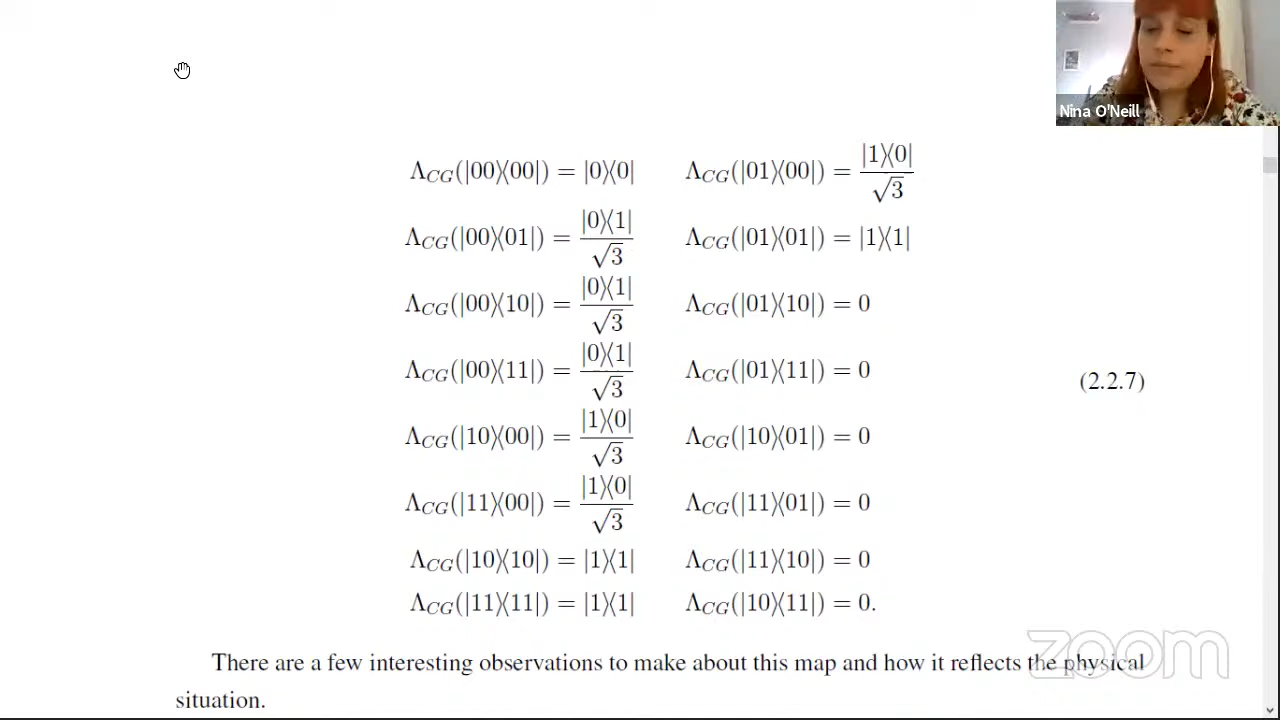 Nina O'Neill
Λ_CG(|00⟩⟨00|) = |0⟩⟨0| Λ_CG(|01⟩⟨00|) = |1⟩⟨0|/√3
Λ_CG(|00⟩⟨01|) = |0⟩⟨1|/√3 Λ_CG(|01⟩⟨01|) = |1⟩⟨1|
Λ_CG(|00⟩⟨10|) = |0⟩⟨1|/√3 Λ_CG(|01⟩⟨10|) = 0
Λ_CG(|00⟩⟨11|) = |0⟩⟨1|/√3 Λ_CG(|01⟩⟨11|) = 0 (2.2.7)
Λ_CG(|10⟩⟨00|) = |1⟩⟨0|/√3 Λ_CG(|10⟩⟨01|) = 0
Λ_CG(|11⟩⟨00|) = |1⟩⟨0|/√3 Λ_CG(|11⟩⟨01|) = 0
Λ_CG(|10⟩⟨10|) = |1⟩⟨1| Λ_CG(|11⟩⟨10|) = 0
Λ_CG(|11⟩⟨11|) = |1⟩⟨1| Λ_CG(|10⟩⟨11|) = 0.
There are a few interesting observations to make about this map and how it reflects the physical
situation.
zoom